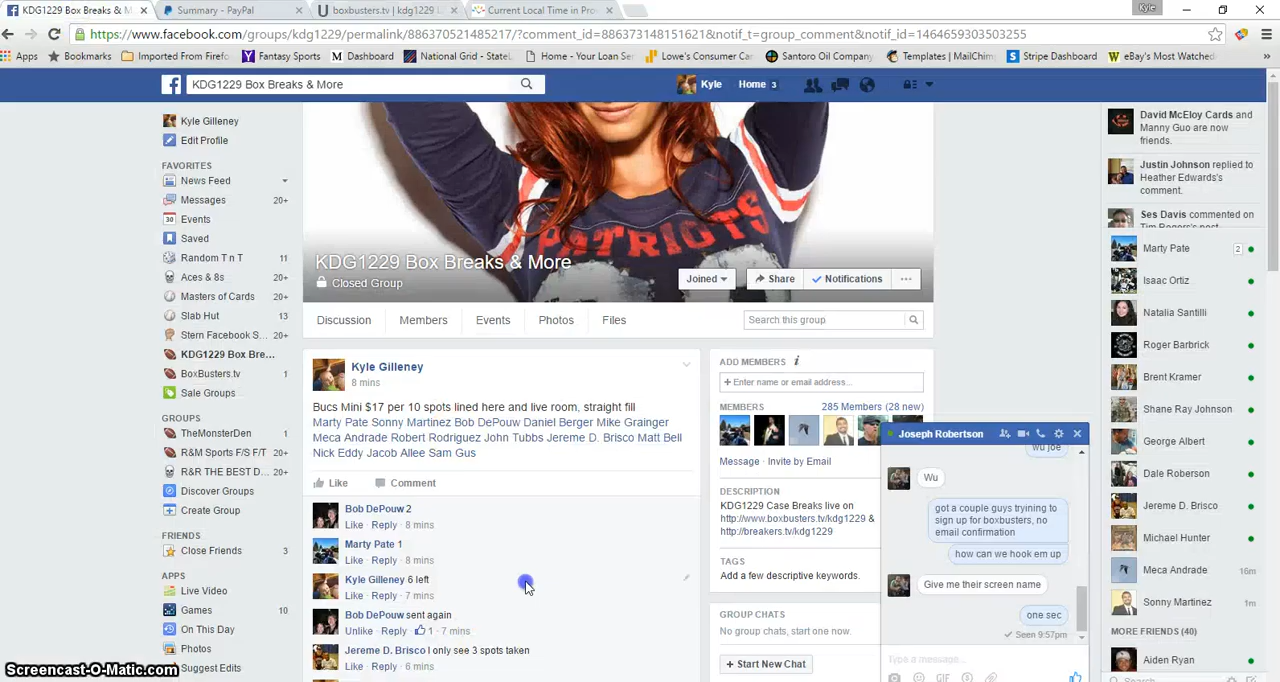 KDG1229 Box Breaks & M
Summary - PayPal
boxbusters.tv | kdg1229 L
Current Local Time in Pro
Kyle
https://www.facebook.com/groups/kdg1229/permalink/886370521485217/?comment_id=886373148151621&notif_t=group_comment&notif_id=1464659303503255
Apps
Bookmarks
Imported From Firefo
Fantasy Sports
Dashboard
National Grid - StateL
Home - Your Loan Ser
Lowe's Consumer Car
Santoro Oil Company
Templates | MailChim
Stripe Dashboard
eBay's Most Watched
KDG1229 Box Breaks & More
Kyle
Home 3
Kyle Gilleney
Edit Profile
FAVORITES
News Feed
Messages 20+
30 Events
Saved
Random T n T 11
Aces & 8s 20+
Masters of Cards 20+
Slab Hut 13
Stern Facebook S... 20+
KDG1229 Box Bre...
BoxBusters.tv 1
Sale Groups
GROUPS
TheMonsterDen 1
R&M Sports F/S F/T 20+
R&R THE BEST D... 20+
Discover Groups
Create Group
FRIENDS
Close Friends 3
APPS
Live Video
Games 10
On This Day
Photos
Suggest Edits
PATRIOTS
KDG1229 Box Breaks & More
Closed Group
Joined
Share
Notifications
Discussion
Members
Events
Photos
Files
Search this group
Kyle Gilleney
8 mins
Bucs Mini $17 per 10 spots lined here and live room, straight fill
Marty Pate Sonny Martinez Bob DePouw Daniel Berger Mike Grainger
Meca Andrade Robert Rodriguez John Tubbs Jereme D. Brisco Matt Bell
Nick Eddy Jacob Allee Sam Gus
Like
Comment
Bob DePouw 2
Like · Reply · 8 mins
Marty Pate 1
Like · Reply · 8 mins
Kyle Gilleney 6 left
Like · Reply · 7 mins
Bob DePouw sent again
Unlike · Reply · 1 · 7 mins
Jereme D. Brisco I only see 3 spots taken
Like · Reply · 6 mins
ADD MEMBERS
+ Enter name or email address...
MEMBERS 285 Members (28 new)
Message · Invite by Email
DESCRIPTION
KDG1229 Case Breaks live on
http://www.boxbusters.tv/kdg1229 &
http://breakers.tv/kdg1229
TAGS
Add a few descriptive keywords.
GROUP CHATS
No group chats, start now.
+ Start New Chat
Joseph Robertson
wu joe
Wu
got a couple guys tryining to
sign up for boxbusters, no
email confirmation
how can we hook em up
Give me their screen name
one sec
Seen 9:57pm
Type a message...
GIF
David McEloy Cards and
Manny Guo are now
friends.
Justin Johnson replied to
Heather Edwards's
comment.
Ses Davis commented on
Tim Rogers's post
Marty Pate 2
Isaac Ortiz
Natalia Santilli
Roger Barbrick
Brent Kramer
Shane Ray Johnson
George Albert
Dale Roberson
Jereme D. Brisco
Michael Hunter
Meca Andrade 16m
Sonny Martinez 1m
MORE FRIENDS (40)
Aiden Ryan
Search
Screencast-O-Matic.com